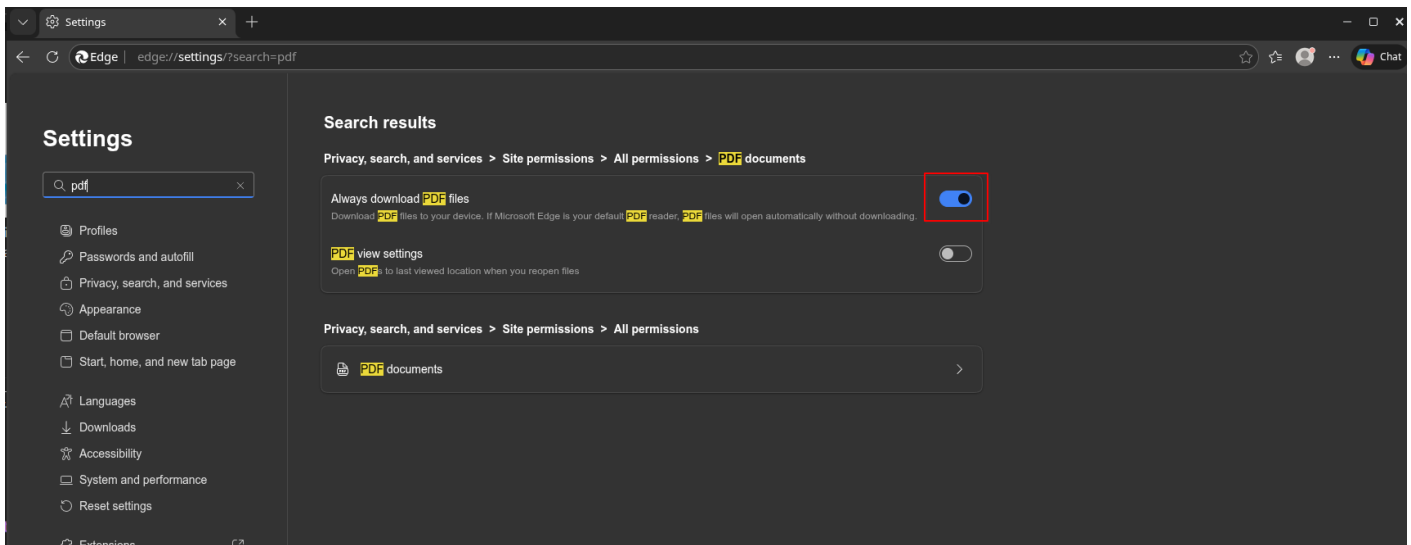 Settings
Edge | edge://settings/?search=pdf
Chat
Settings
pdf
Profiles
Passwords and autofill
Privacy, search, and services
Appearance
Default browser
Start, home, and new tab page
Languages
Downloads
Accessibility
System and performance
Reset settings
Extensions
Search results
Privacy, search, and services > Site permissions > All permissions > PDF documents
Always download PDF files
Download PDF files to your device. If Microsoft Edge is your default PDF reader, PDF files will open automatically without downloading.
PDF view settings
Open PDFs to last viewed location when you reopen files
Privacy, search, and services > Site permissions > All permissions
PDF documents